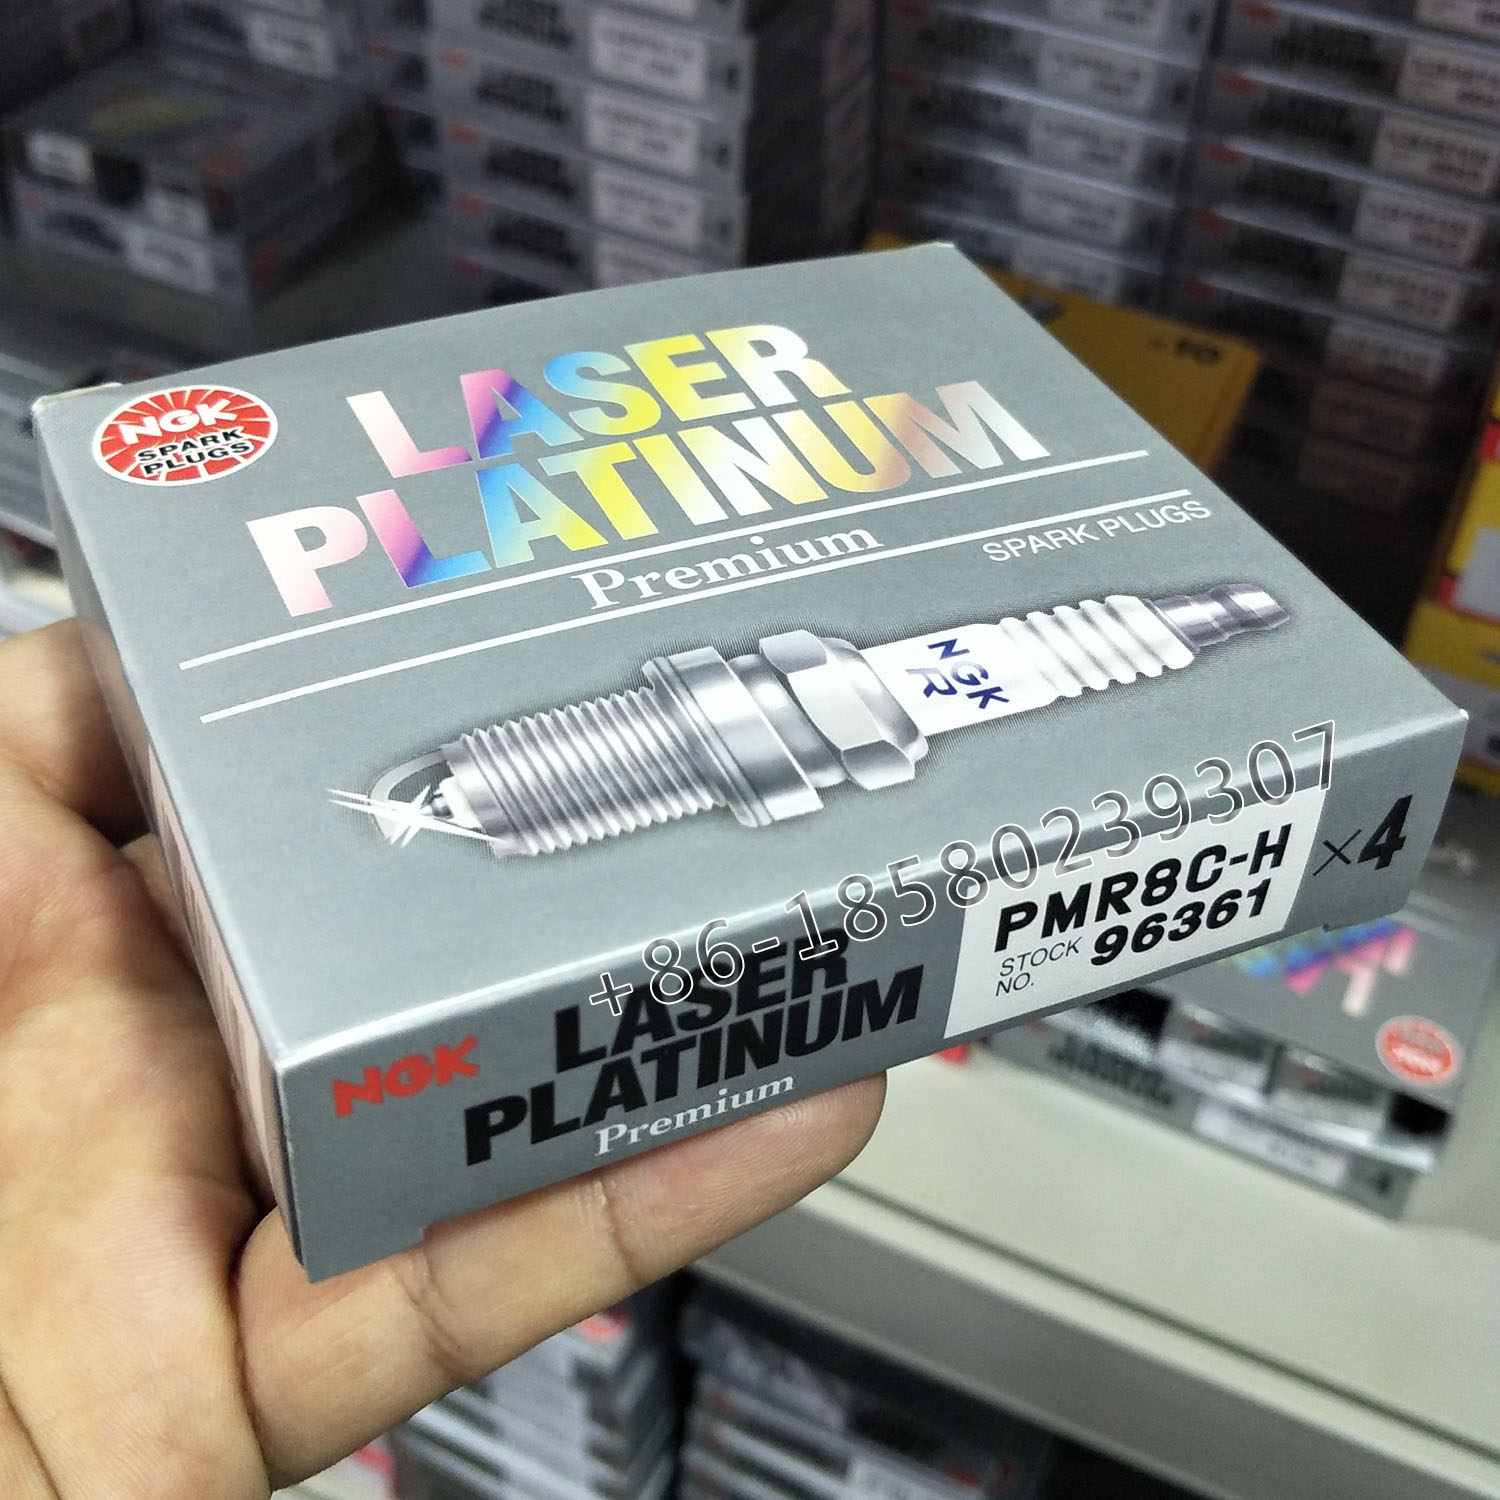 NGK
SPARK
PLUGS
LASER
PLATINUM
Premium
SPARK PLUGS
NGK
R
+86-18580239307
NGK
LASER
PLATINUM
Premium
PMR8C-H
STOCK
NO. 96361
×4